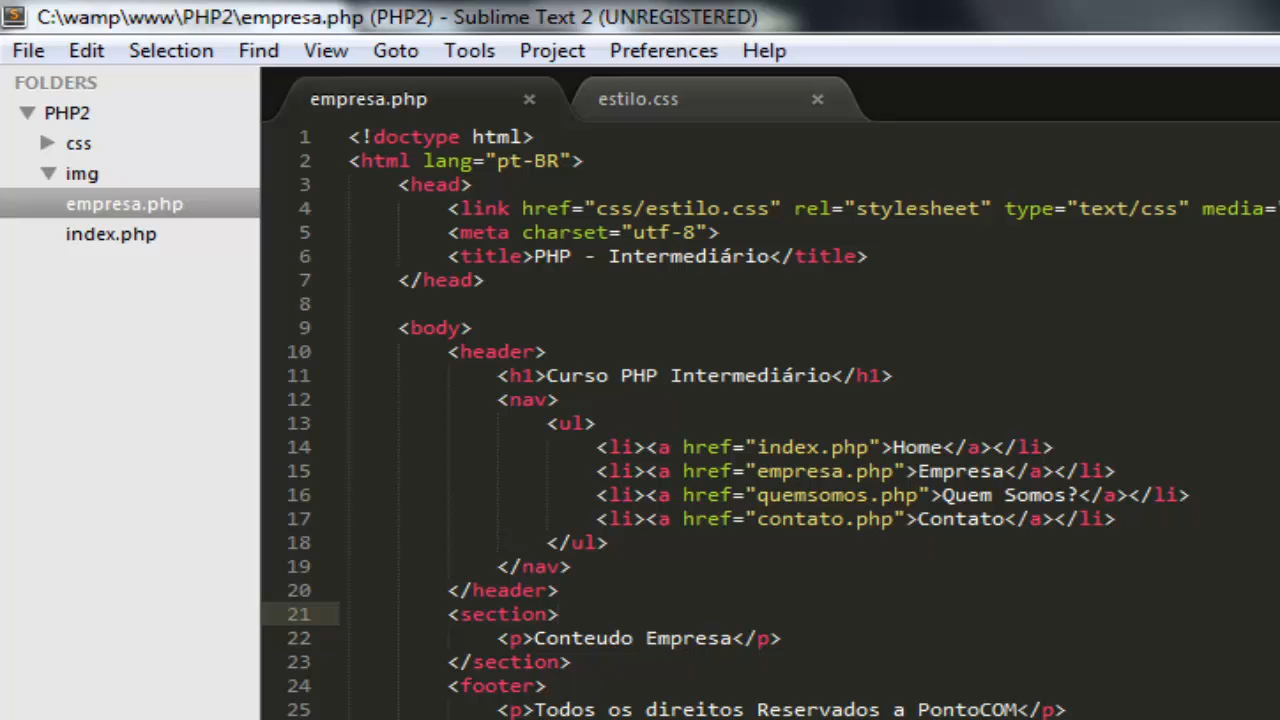 C:\wamp\www\PHP2\empresa.php (PHP2) - Sublime Text 2 (UNREGISTERED)
File Edit Selection Find View Goto Tools Project Preferences Help
FOLDERS
PHP2
css
img
empresa.php
index.php
empresa.php × estilo.css ×
1 <!doctype html>
2 <html lang="pt-BR">
3 <head>
4 <link href="css/estilo.css" rel="stylesheet" type="text/css" media=
5 <meta charset="utf-8">
6 <title>PHP - Intermediário</title>
7 </head>
8
9 <body>
10 <header>
11 <h1>Curso PHP Intermediário</h1>
12 <nav>
13 <ul>
14 <li><a href="index.php">Home</a></li>
15 <li><a href="empresa.php">Empresa</a></li>
16 <li><a href="quemsomos.php">Quem Somos?</a></li>
17 <li><a href="contato.php">Contato</a></li>
18 </ul>
19 </nav>
20 </header>
21 <section>
22 <p>Conteudo Empresa</p>
23 </section>
24 <footer>
25 <p>Todos os direitos Reservados a PontoCOM</p>